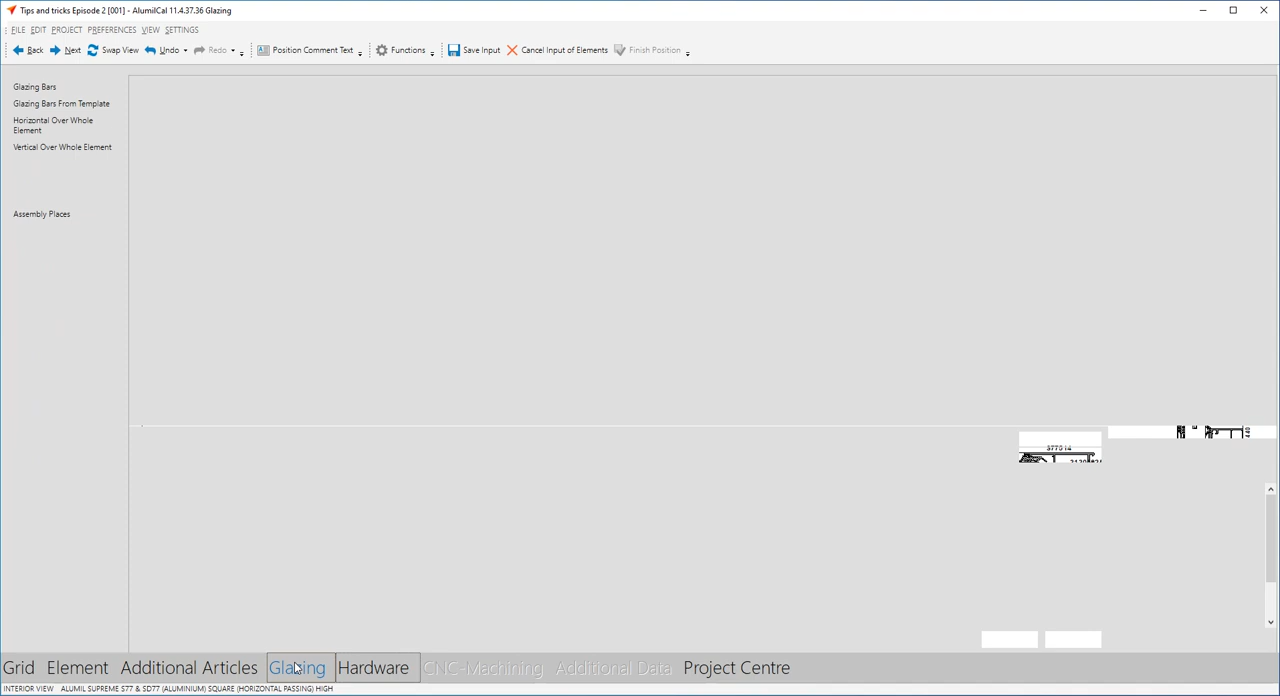 Tips and tricks Episode 2 [001] - AlumilCal 11.4.37.36 Glazing
FILE EDIT PROJECT PREFERENCES VIEW SETTINGS
Back Next Swap View Undo Redo Position Comment Text Functions Save Input Cancel Input of Elements Finish Position
Glazing Bars
Glazing Bars From Template
Horizontal Over Whole
Element
Vertical Over Whole Element
Assembly Places
440
377014
Grid Element Additional Articles Glazing Hardware CNC-Machining Additional Data Project Centre
INTERIOR VIEW ALUMIL SUPREME S77 & SD77 (ALUMINIUM) SQUARE (HORIZONTAL PASSING) HIGH